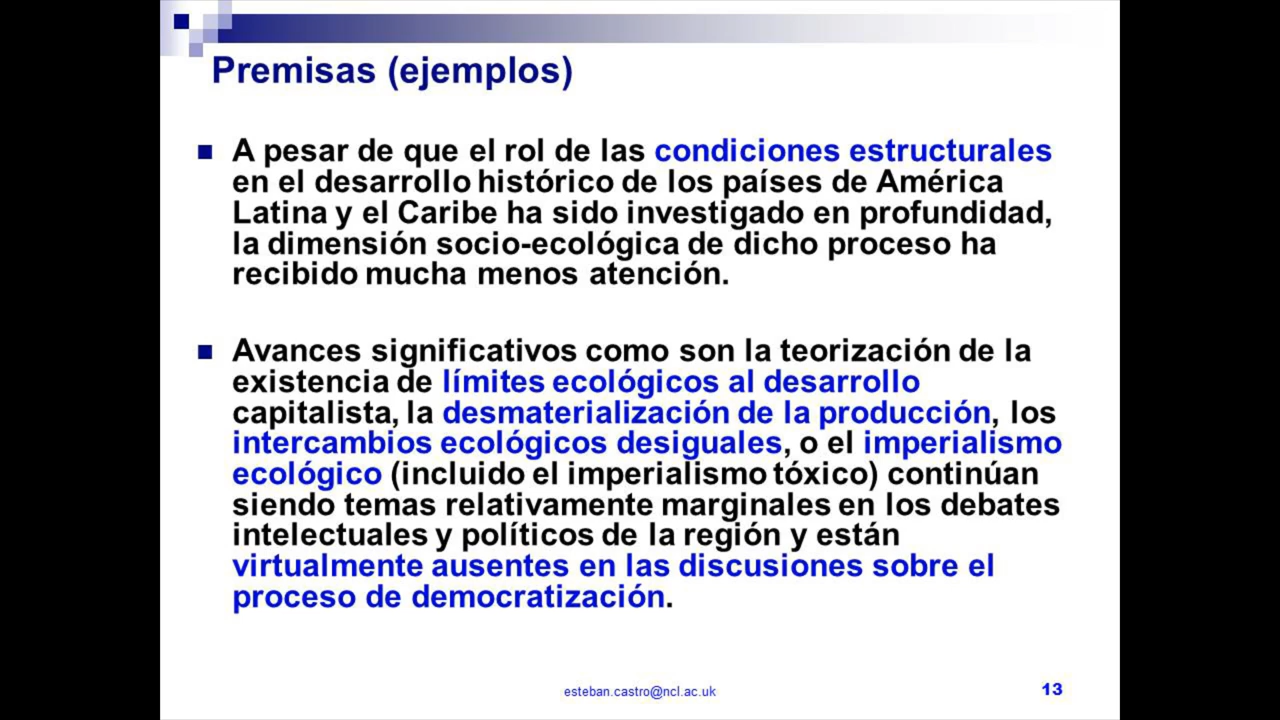 Premisas (ejemplos)
A pesar de que el rol de las condiciones estructurales
en el desarrollo histórico de los países de América
Latina y el Caribe ha sido investigado en profundidad,
la dimensión socio-ecológica de dicho proceso ha
recibido mucha menos atención.
Avances significativos como son la teorización de la
existencia de límites ecológicos al desarrollo
capitalista, la desmaterialización de la producción, los
intercambios ecológicos desiguales, o el imperialismo
ecológico (incluido el imperialismo tóxico) continúan
siendo temas relativamente marginales en los debates
intelectuales y políticos de la región y están
virtualmente ausentes en las discusiones sobre el
proceso de democratización.
esteban.castro@ncl.ac.uk
13